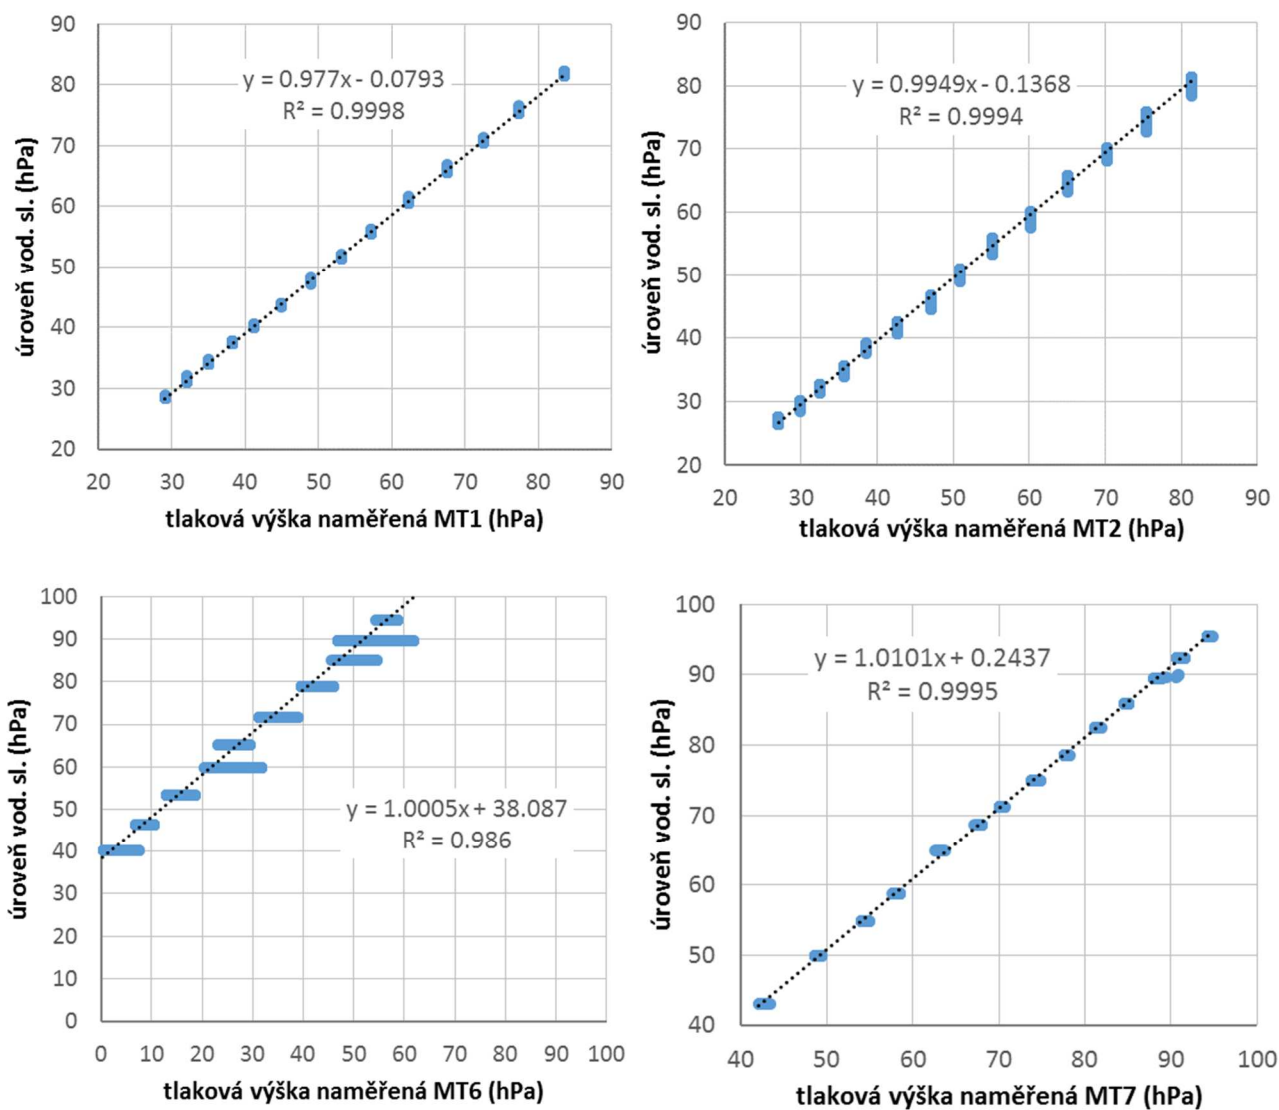 90
80
70
60
50
40
30
20
úroveň vod. sl. (hPa)
y = 0.977x - 0.0793
R² = 0.9998
20 30 40 50 60 70 80 90
tlaková výška naměřená MT1 (hPa)
90
80
70
60
50
40
30
20
úroveň vod. sl. (hPa)
y = 0.9949x - 0.1368
R² = 0.9994
20 30 40 50 60 70 80 90
tlaková výška naměřená MT2 (hPa)
100
90
80
70
60
50
40
30
20
10
0
úroveň vod. sl. (hPa)
y = 1.0005x + 38.087
R² = 0.986
0 10 20 30 40 50 60 70 80 90 100
tlaková výška naměřená MT6 (hPa)
100
90
80
70
60
50
40
úroveň vod. sl. (hPa)
y = 1.0101x + 0.2437
R² = 0.9995
40 50 60 70 80 90 100
tlaková výška naměřená MT7 (hPa)